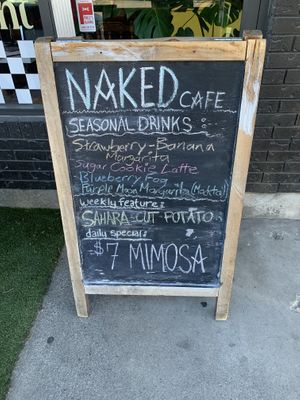 NAKED CAFE
SEASONAL DRINKS:
Strawberry-Banana
Margarita
Sugar Cookie Latte
Blueberry Fog
Purple Moon Margarita (Mocktail)
weekly feature:
SAHARA-CUT POTATO
daily special:
$7 MIMOSA